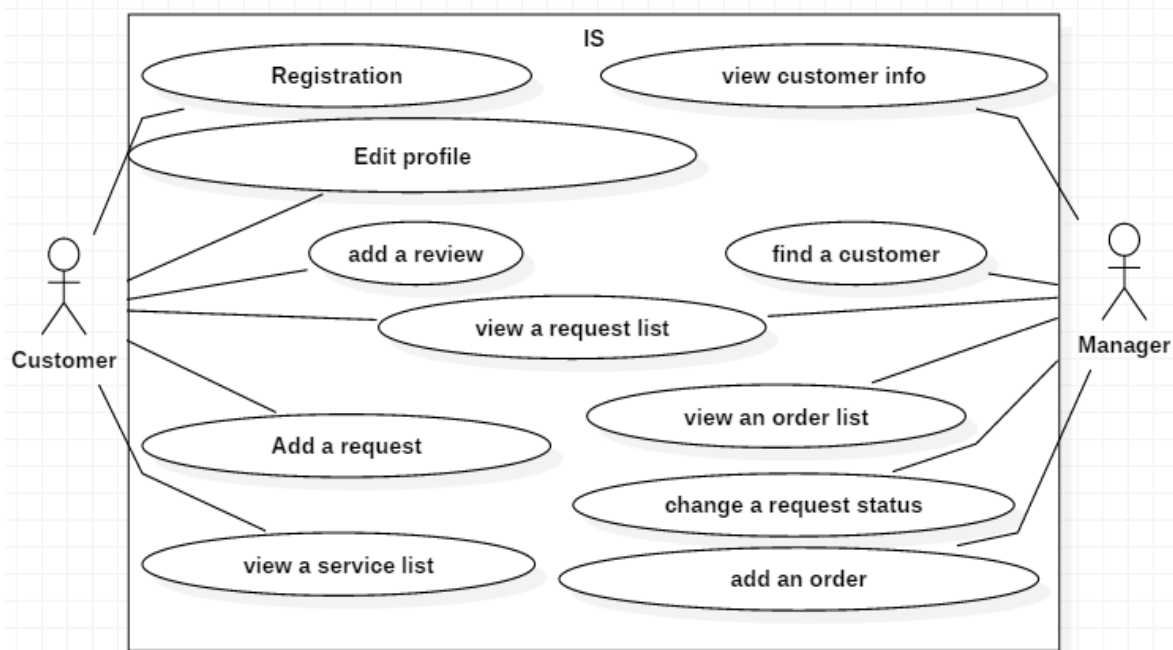 IS
Registration
view customer info
Edit profile
add a review
find a customer
view a request list
Customer
Manager
view an order list
Add a request
change a request status
view a service list
add an order